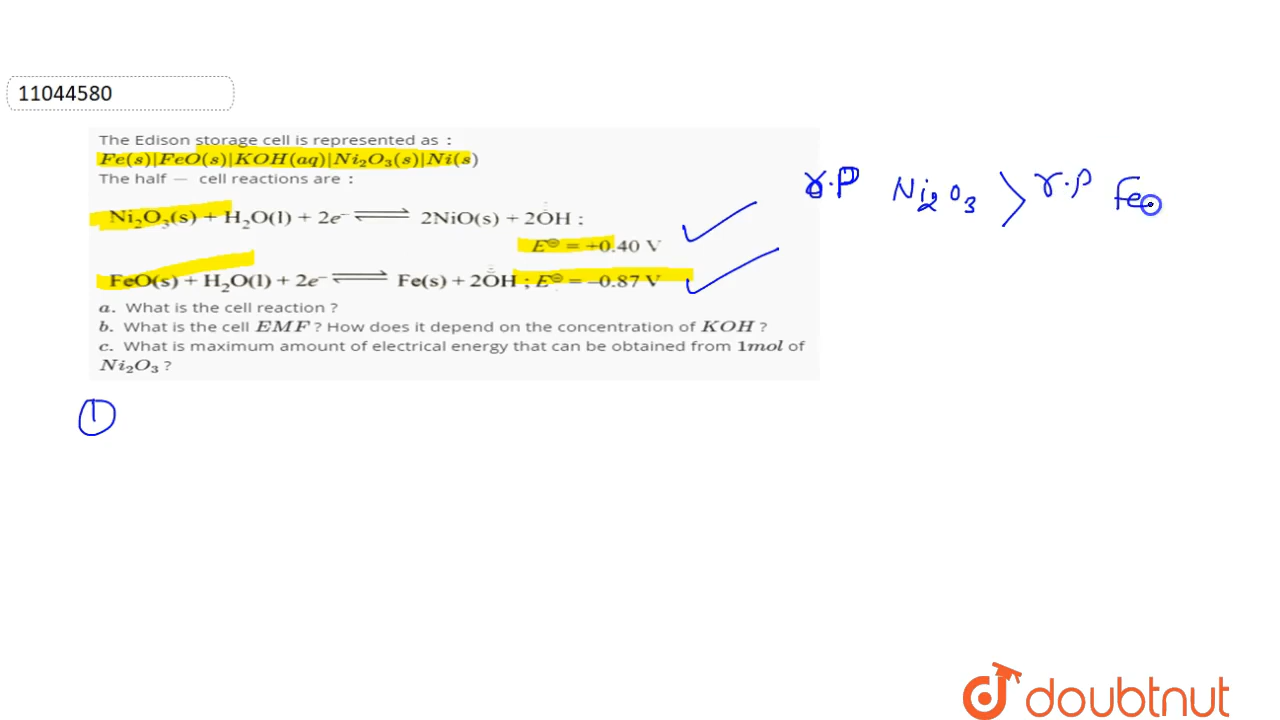 11044580
The Edison storage cell is represented as :
Fe(s)|FeO(s)|KOH(aq)|Ni₂O₃(s)|Ni(s)
The half — cell reactions are :
Ni₂O₃(s) + H₂O(l) + 2e⁻ ⇌ 2NiO(s) + 2ŌH :
E⊖ = +0.40 V
FeO(s) + H₂O(l) + 2e⁻ ⇌ Fe(s) + 2ŌH ; E⊖ = –0.87 V
a. What is the cell reaction ?
b. What is the cell EMF ? How does it depend on the concentration of KOH ?
c. What is maximum amount of electrical energy that can be obtained from 1mol of
Ni₂O₃ ?
r.P Ni₂O₃ > r.P FeO
①
doubtnut